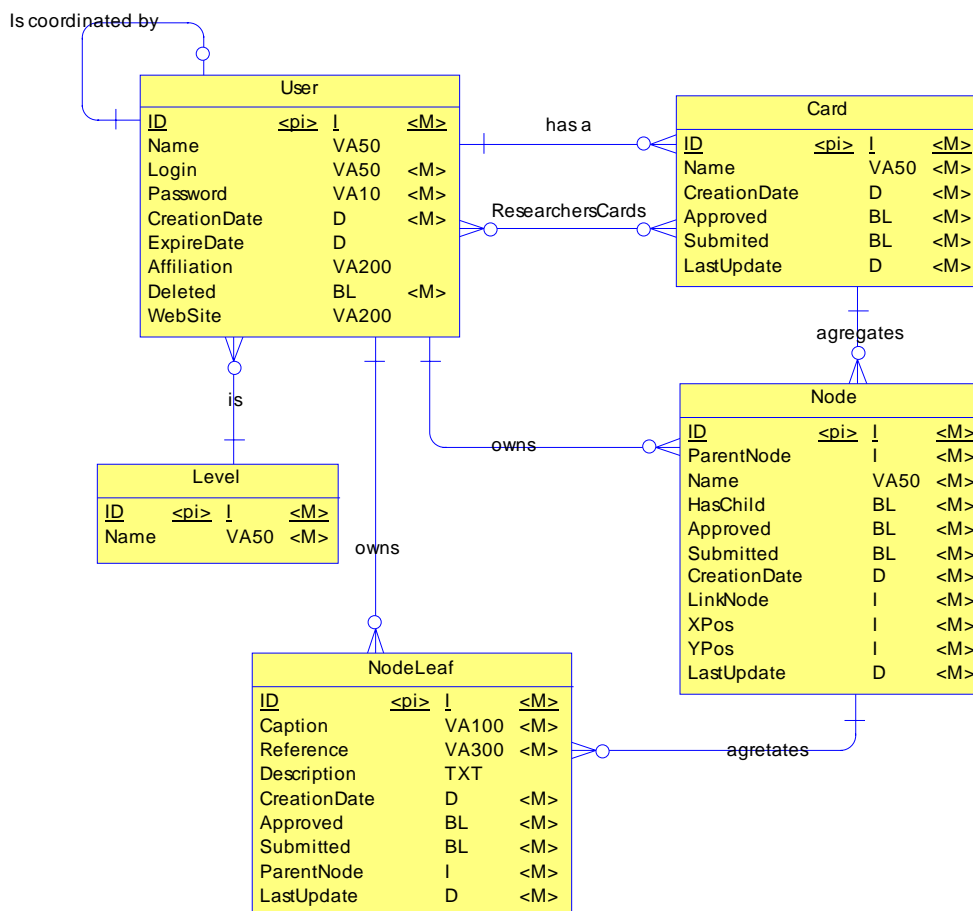 Is coordinated by
User
ID <pi> I <M>
Name VA50
Login VA50 <M>
Password VA10 <M>
CreationDate D <M>
ExpireDate D
Affiliation VA200
Deleted BL <M>
WebSite VA200
has a
ResearchersCards
Card
ID <pi> I <M>
Name VA50 <M>
CreationDate D <M>
Approved BL <M>
Submited BL <M>
LastUpdate D <M>
agregates
is
owns
Node
ID <pi> I <M>
ParentNode I <M>
Name VA50 <M>
HasChild BL <M>
Approved BL <M>
Submitted BL <M>
CreationDate D <M>
LinkNode I <M>
XPos I <M>
YPos I <M>
LastUpdate D <M>
Level
ID <pi> I <M>
Name VA50 <M>
owns
NodeLeaf
ID <pi> I <M>
Caption VA100 <M>
Reference VA300 <M>
Description TXT
CreationDate D <M>
Approved BL <M>
Submitted BL <M>
ParentNode I <M>
LastUpdate D <M>
agretates